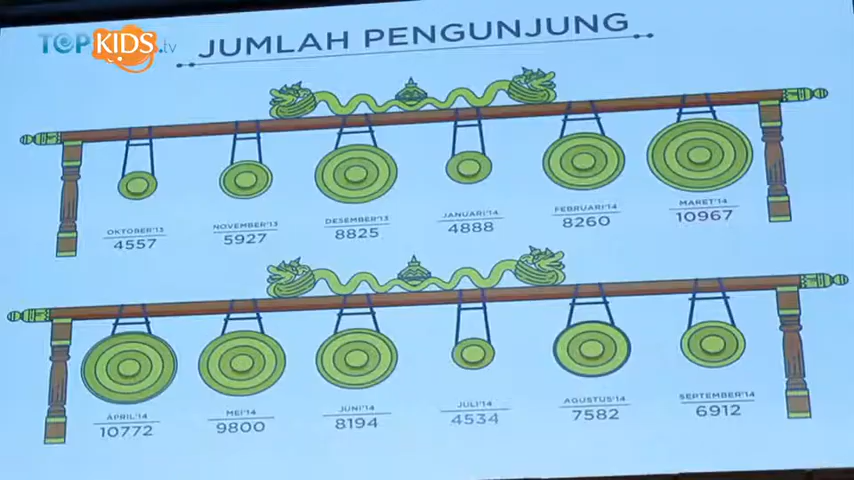 TOPKIDS.tv
JUMLAH PENGUNJUNG
OKTOBER'13
4557
NOVEMBER'13
5927
DESEMBER'13
8825
JANUARI'14
4888
FEBRUARI'14
8260
MARET'14
10967
APRIL'14
10772
MEI'14
9800
JUNI'14
8194
JULI'14
4534
AGUSTUS'14
7582
SEPTEMBER'14
6912